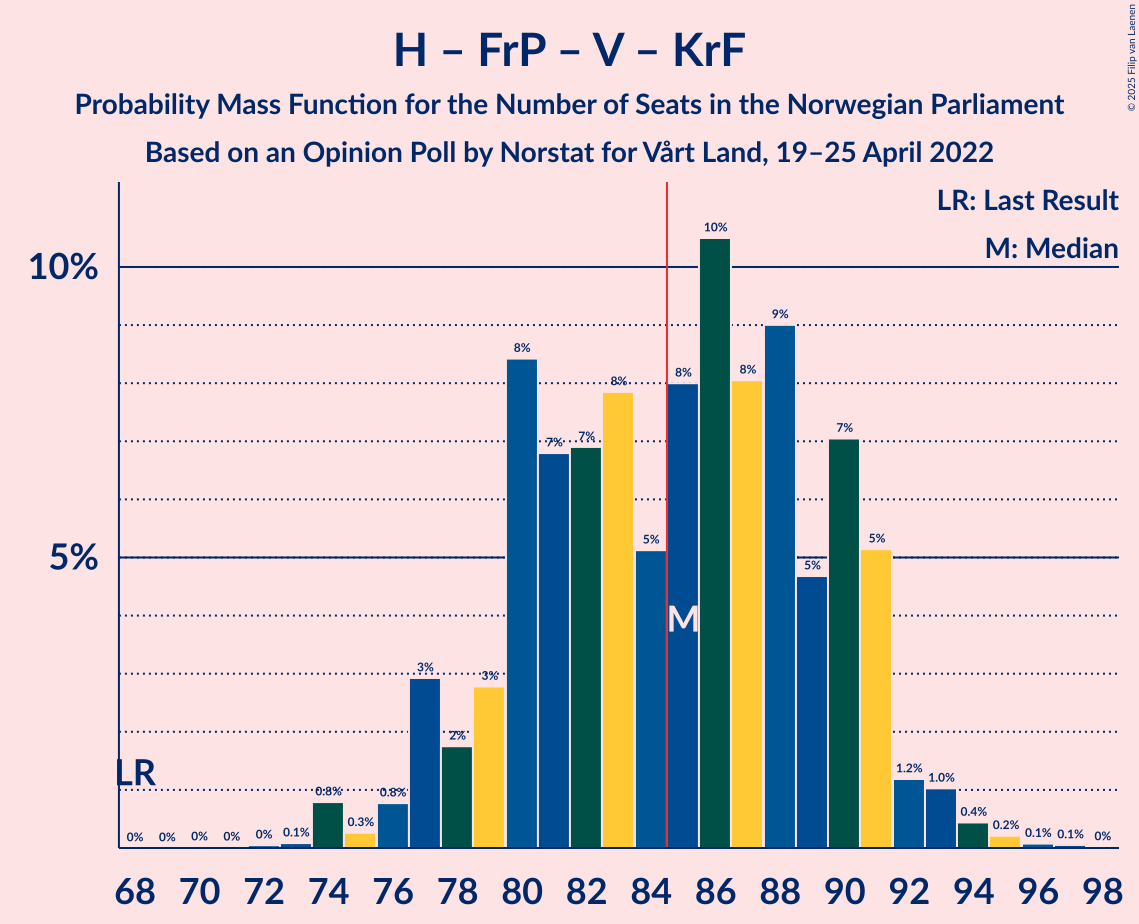 H – FrP – V – KrF
Probability Mass Function for the Number of Seats in the Norwegian Parliament
Based on an Opinion Poll by Norstat for Vårt Land, 19–25 April 2022
© 2025 Filip van Laenen
LR: Last Result
M: Median
10%
5%
LR
M
0% 0% 0% 0% 0% 0.1% 0.8% 0.3% 0.8% 3% 2% 3% 8% 7% 7% 8% 5% 8% 10% 8% 9% 5% 7% 5% 1.2% 1.0% 0.4% 0.2% 0.1% 0.1% 0%
68 70 72 74 76 78 80 82 84 86 88 90 92 94 96 98